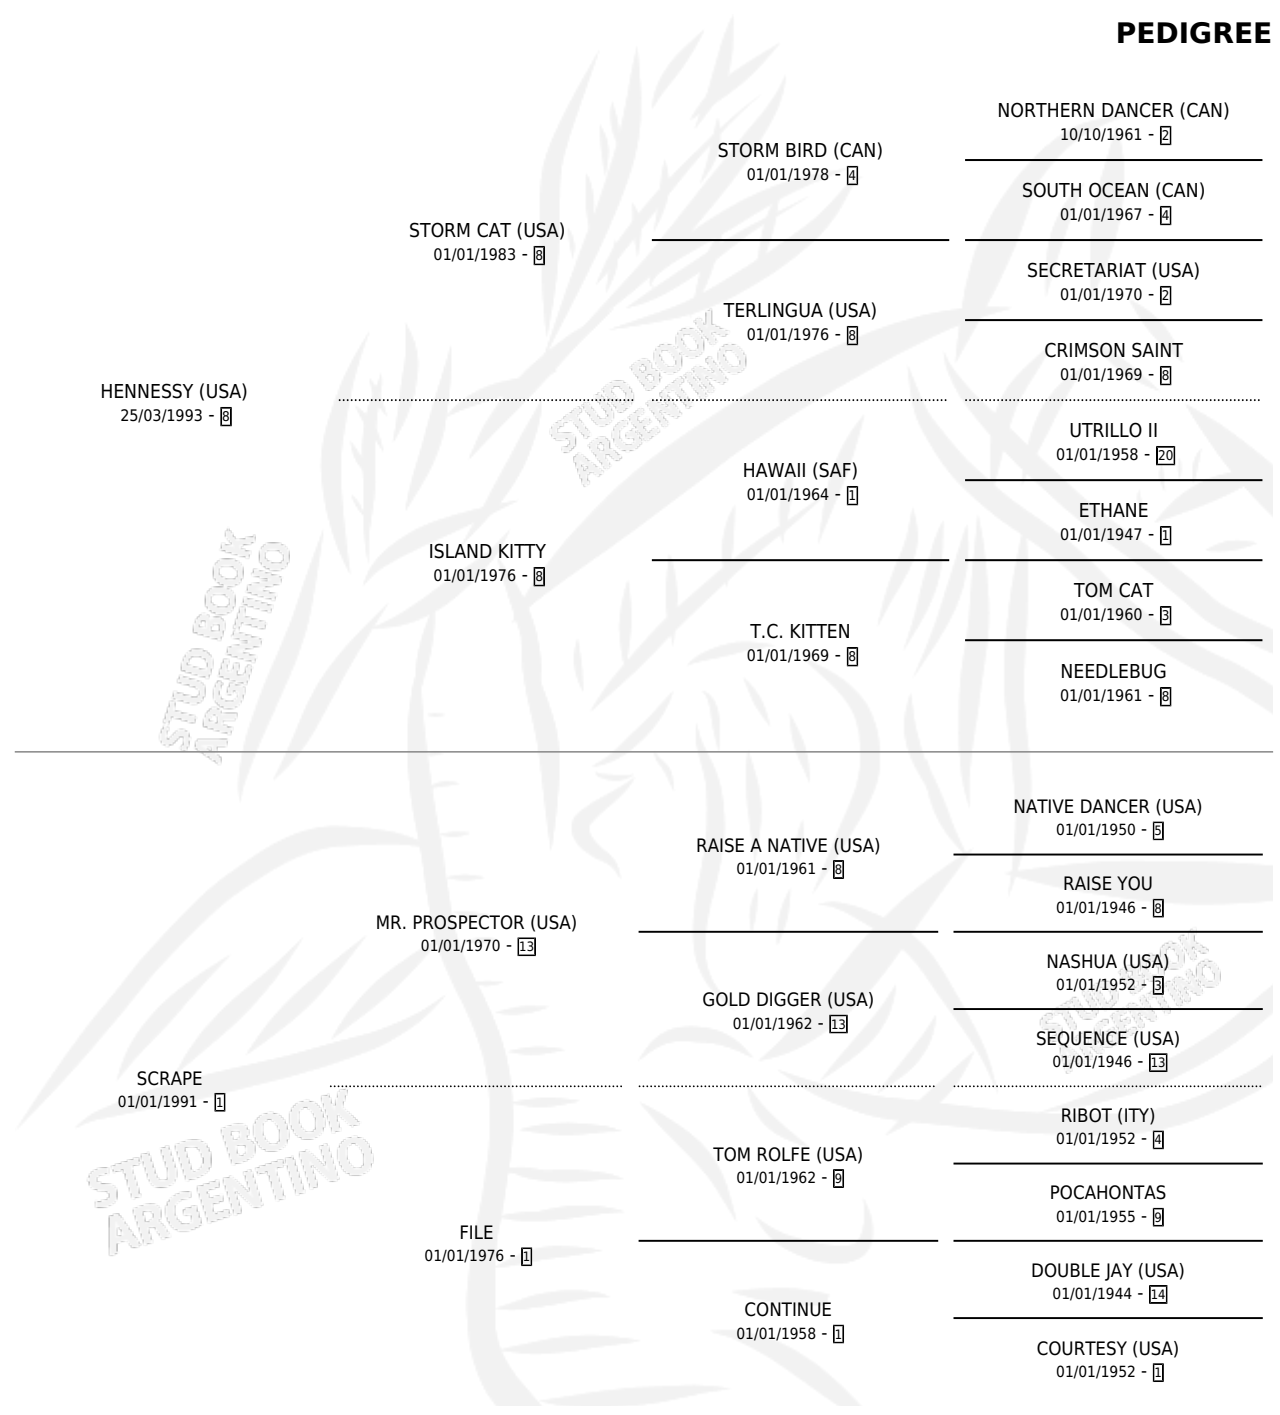 PEDIGREE
NORTHERN DANCER (CAN)
10/10/1961 - 2
STORM BIRD (CAN)
01/01/1978 - 4
SOUTH OCEAN (CAN)
01/01/1967 - 4
STORM CAT (USA)
01/01/1983 - 8
SECRETARIAT (USA)
01/01/1970 - 2
TERLINGUA (USA)
01/01/1976 - 8
CRIMSON SAINT
01/01/1969 - 8
HENNESSY (USA)
25/03/1993 - 8
STUD BOOK
ARGENTINO
UTRILLO II
01/01/1958 - 20
HAWAII (SAF)
01/01/1964 - 1
ETHANE
01/01/1947 - 1
ISLAND KITTY
01/01/1976 - 8
TOM CAT
01/01/1960 - 3
T.C. KITTEN
01/01/1969 - 8
NEEDLEBUG
01/01/1961 - 8
STUD BOOK
ARGENTINO
NATIVE DANCER (USA)
01/01/1950 - 5
RAISE A NATIVE (USA)
01/01/1961 - 8
RAISE YOU
01/01/1946 - 8
MR. PROSPECTOR (USA)
01/01/1970 - 13
NASHUA (USA)
01/01/1952 - 3
GOLD DIGGER (USA)
01/01/1962 - 13
STUD BOOK
ARGENTINO
SEQUENCE (USA)
01/01/1946 - 13
SCRAPE
01/01/1991 - 1
RIBOT (ITY)
01/01/1952 - 4
TOM ROLFE (USA)
01/01/1962 - 9
STUD BOOK
ARGENTINO
POCAHONTAS
01/01/1955 - 9
FILE
01/01/1976 - 1
DOUBLE JAY (USA)
01/01/1944 - 14
CONTINUE
01/01/1958 - 1
COURTESY (USA)
01/01/1952 - 1